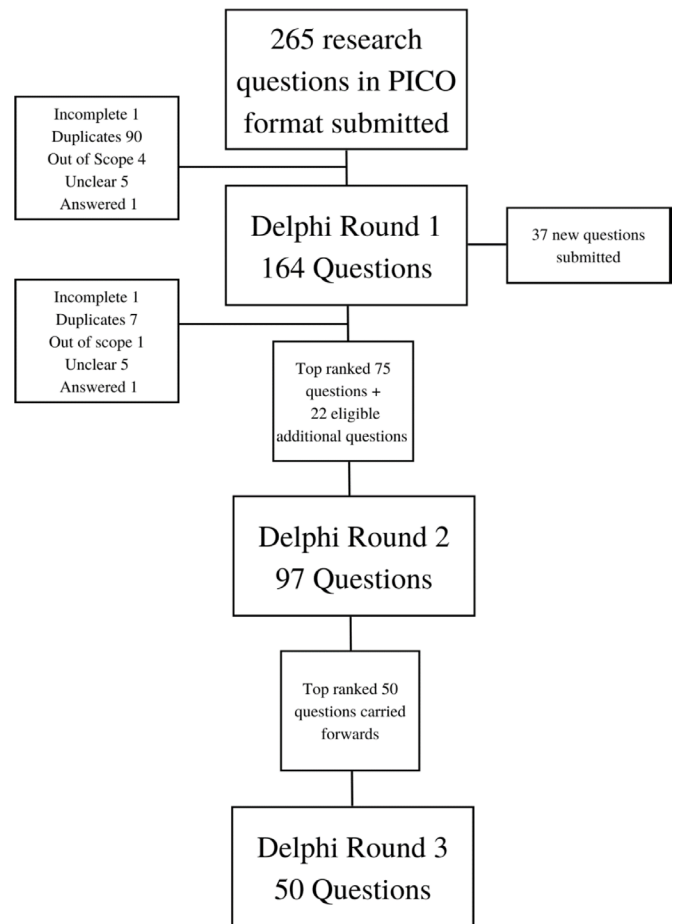 265 research
questions in PICO
format submitted
Incomplete 1
Duplicates 90
Out of Scope 4
Unclear 5
Answered 1
Delphi Round 1
164 Questions
37 new questions
submitted
Incomplete 1
Duplicates 7
Out of scope 1
Unclear 5
Answered 1
Top ranked 75
questions +
22 eligible
additional questions
Delphi Round 2
97 Questions
Top ranked 50
questions carried
forwards
Delphi Round 3
50 Questions